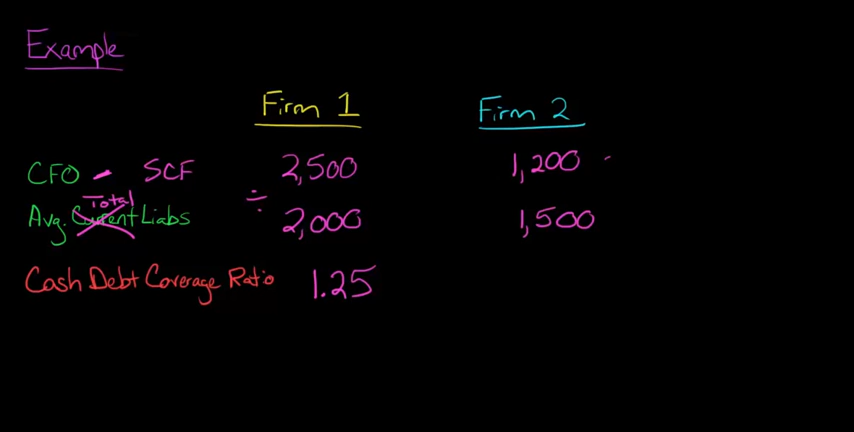 Example
Firm 1 Firm 2
CFO - SCF 2,500 1,200
Total
Avg. Current Liabs ÷ 2,000 1,500
Cash Debt Coverage Ratio 1.25